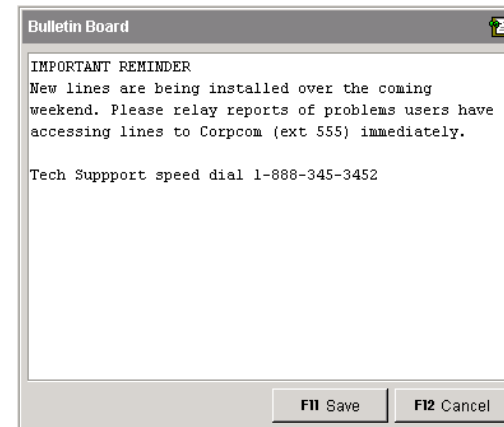 Bulletin Board
IMPORTANT REMINDER
New lines are being installed over the coming
weekend. Please relay reports of problems users have
accessing lines to Corpcom (ext 555) immediately.
Tech Suppport speed dial 1-888-345-3452
F11 Save
F12 Cancel